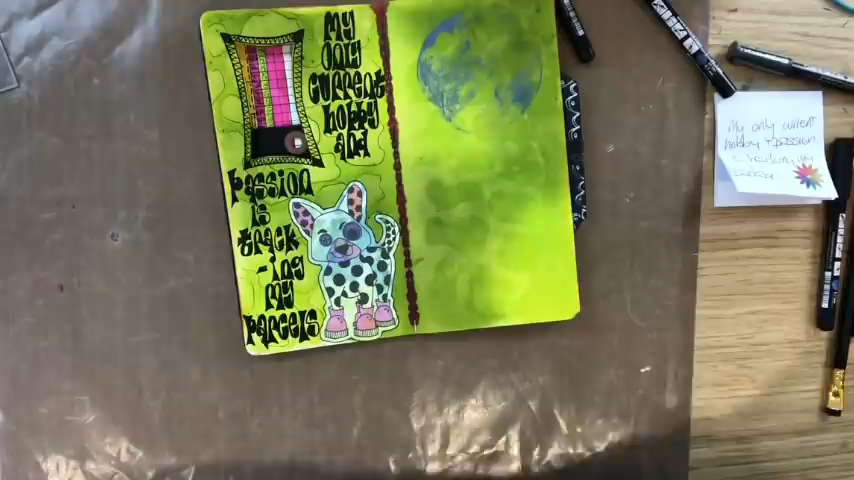 My
only
current
hobby
and
passion
is
track
-ing
my
parcels
My only current
hobby + passion
is tracking my